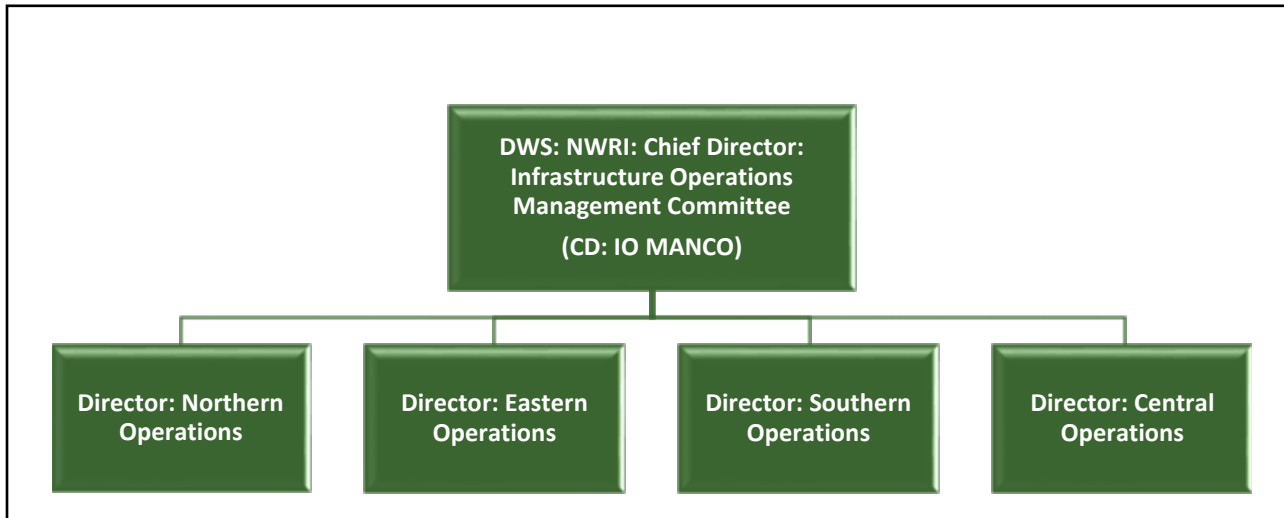 DWS: NWRI: Chief Director:
Infrastructure Operations
Management Committee
(CD: IO MANCO)
Director: Northern
Operations
Director: Eastern
Operations
Director: Southern
Operations
Director: Central
Operations